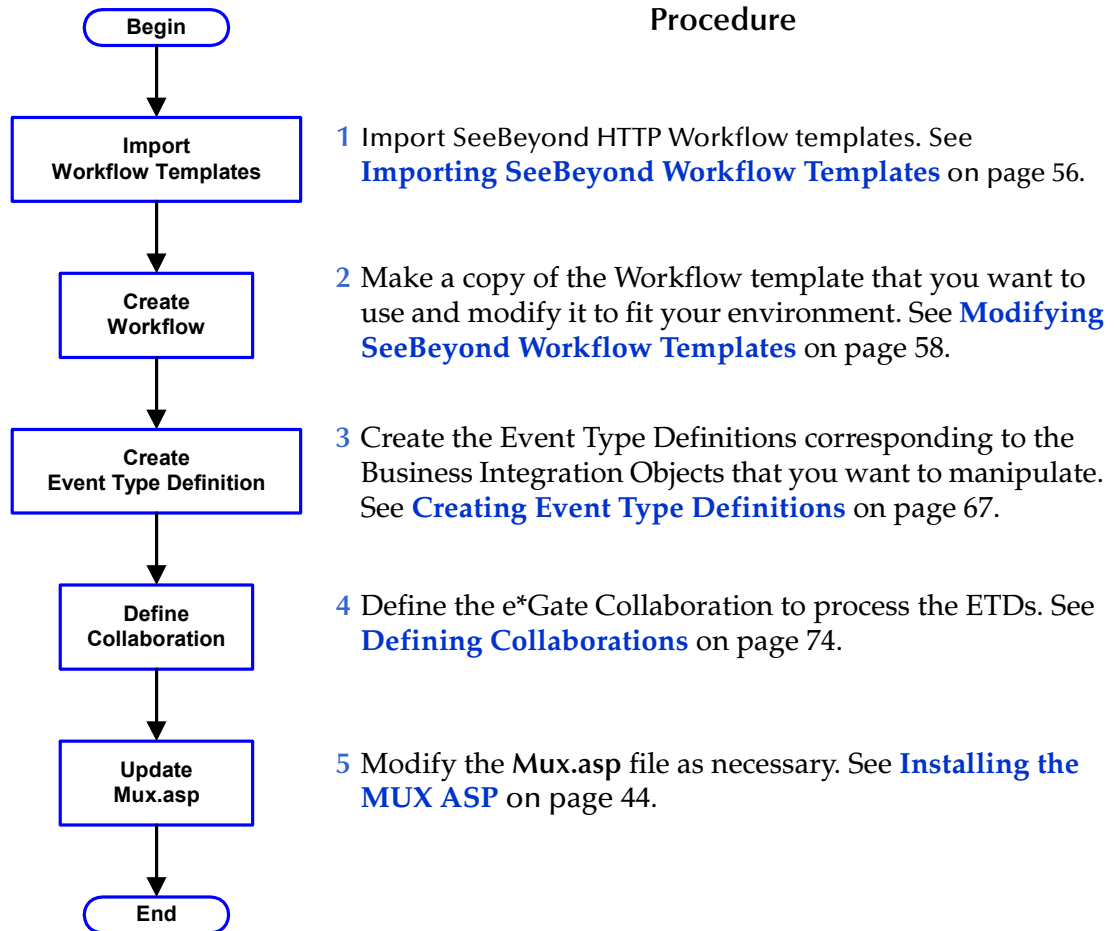 Procedure
Begin
Import
Workflow Templates
1 Import SeeBeyond HTTP Workflow templates. See
Importing SeeBeyond Workflow Templates on page 56.
Create
Workflow
2 Make a copy of the Workflow template that you want to
use and modify it to fit your environment. See Modifying
SeeBeyond Workflow Templates on page 58.
Create
Event Type Definition
3 Create the Event Type Definitions corresponding to the
Business Integration Objects that you want to manipulate.
See Creating Event Type Definitions on page 67.
Define
Collaboration
4 Define the e*Gate Collaboration to process the ETDs. See
Defining Collaborations on page 74.
Update
Mux.asp
5 Modify the Mux.asp file as necessary. See Installing the
MUX ASP on page 44.
End